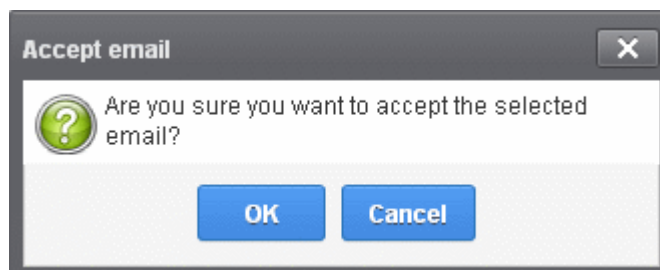 Accept email
Are you sure you want to accept the selected
email?
OK
Cancel